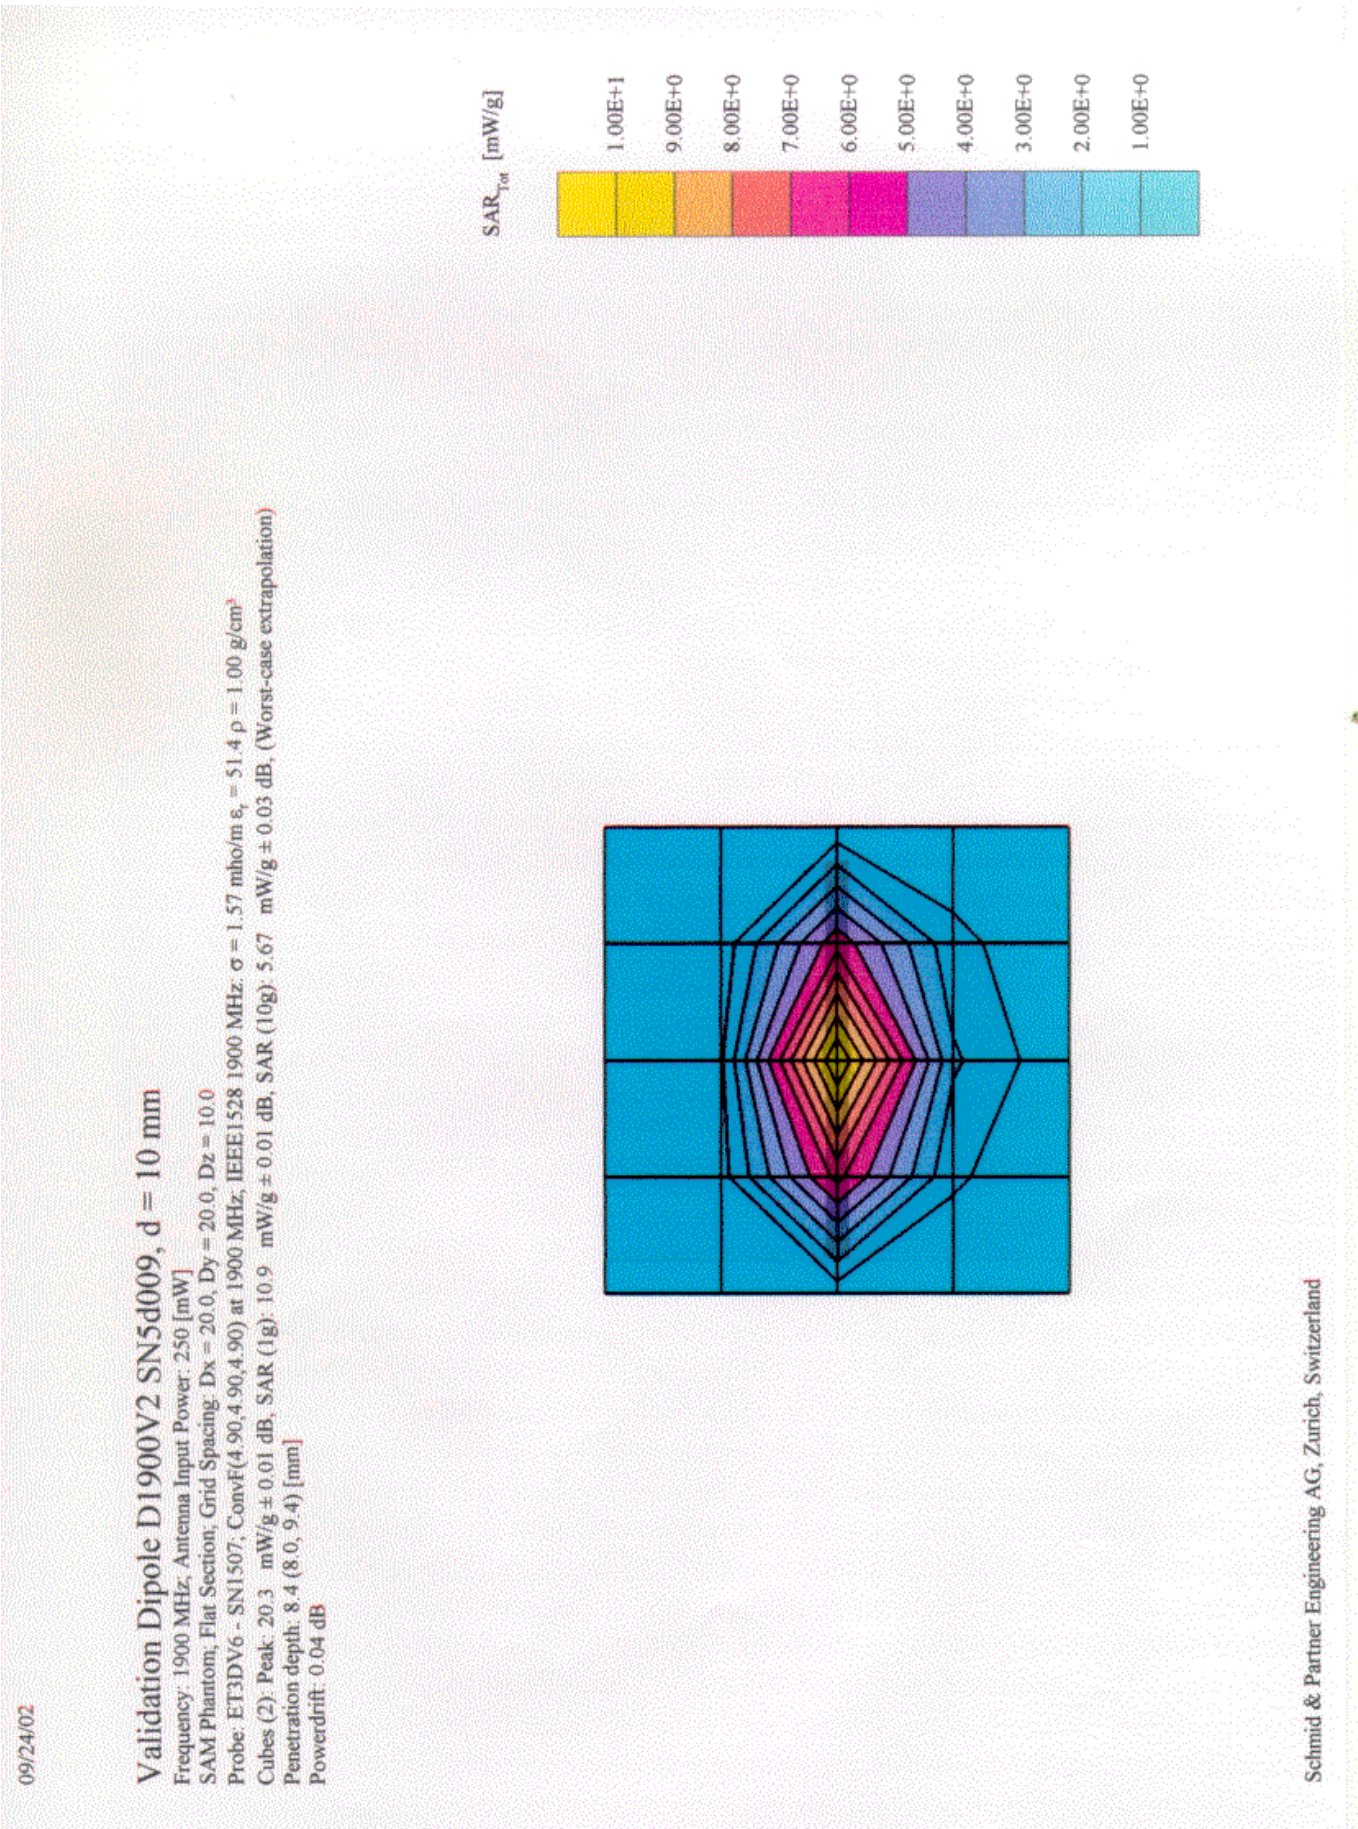 09/24/02
Validation Dipole D1900V2 SN5d009, d = 10 mm
Frequency: 1900 MHz; Antenna Input Power: 250 [mW]
SAM Phantom; Flat Section; Grid Spacing: Dx = 20.0, Dy = 20.0, Dz = 10.0
Probe: ET3DV6 - SN1507; ConvF(4.90,4.90,4.90) at 1900 MHz; IEEE1528 1900 MHz: σ = 1.57 mho/m εr = 51.4 ρ = 1.00 g/cm³
Cubes (2): Peak: 20.3 mW/g ± 0.01 dB, SAR (1g): 10.9 mW/g ± 0.01 dB, SAR (10g): 5.67 mW/g ± 0.03 dB, (Worst-case extrapolation)
Penetration depth: 8.4 (8.0, 9.4) [mm]
Powerdrift: 0.04 dB
SARTot [mW/g]
1.00E+1
9.00E+0
8.00E+0
7.00E+0
6.00E+0
5.00E+0
4.00E+0
3.00E+0
2.00E+0
1.00E+0
Schmid & Partner Engineering AG, Zurich, Switzerland